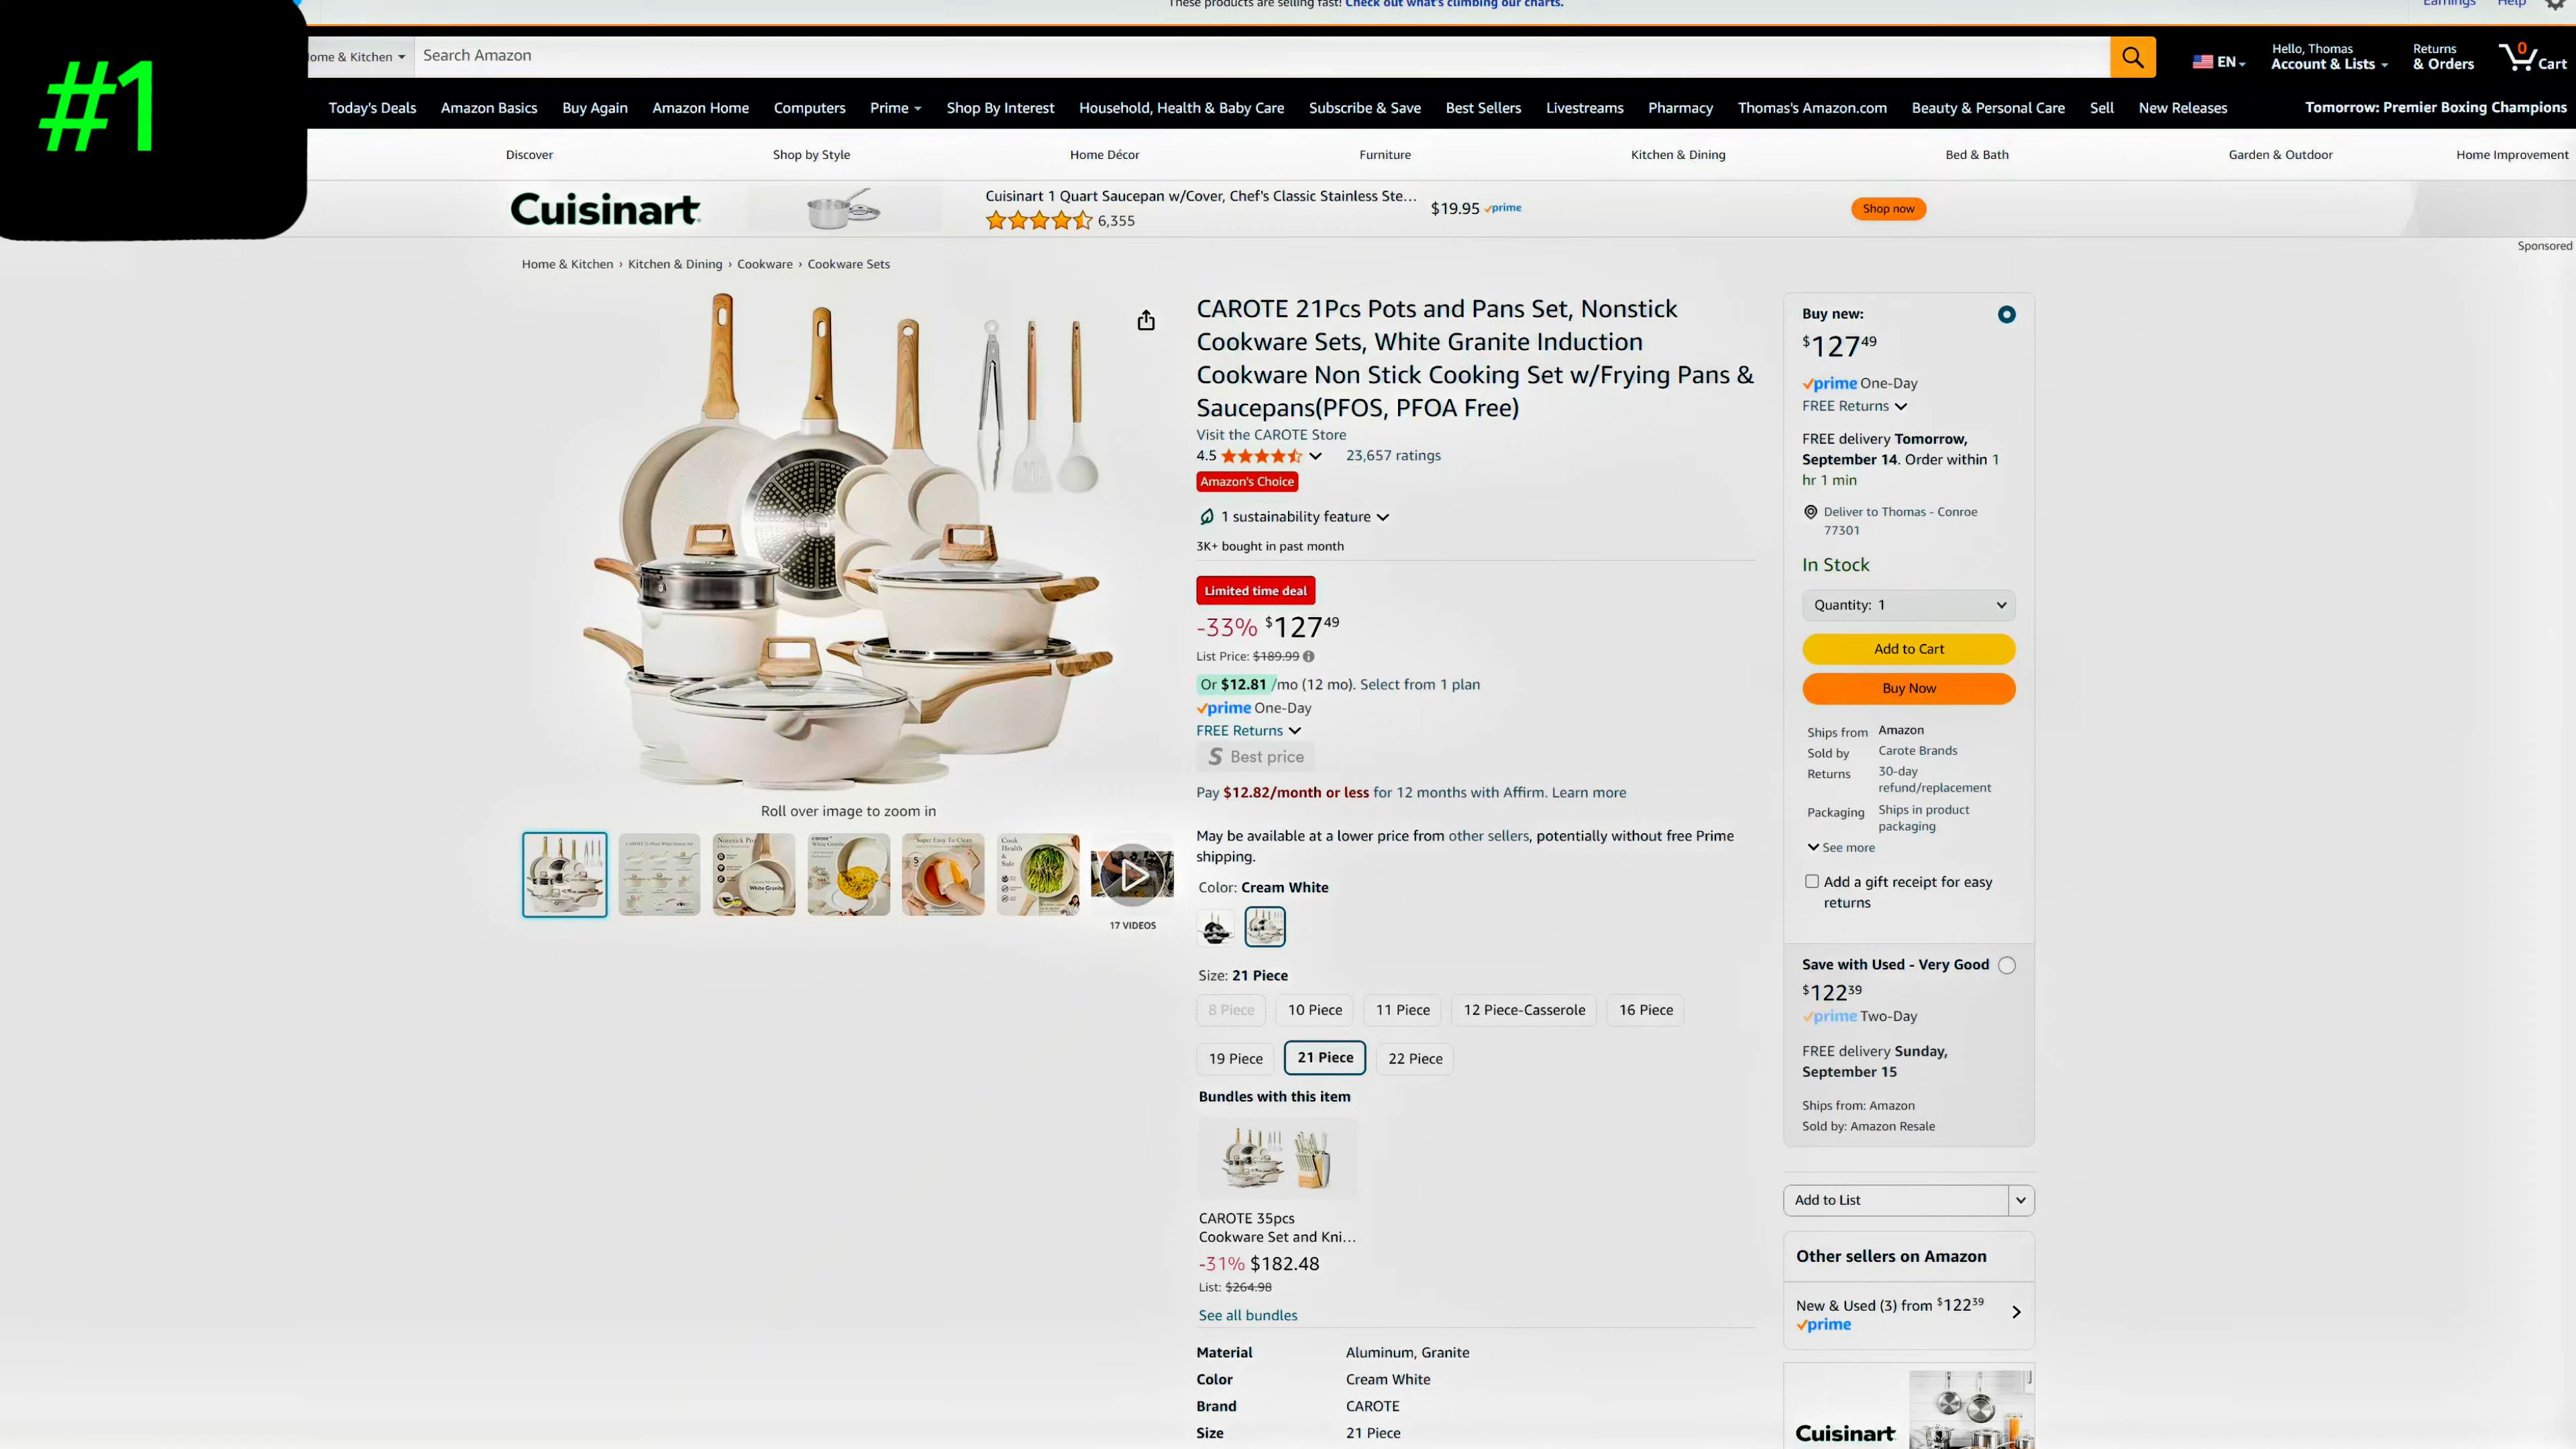 #1
These products are selling fast! Check out what's climbing our charts.
Earnings Help
Home & Kitchen
Search Amazon
EN
Hello, Thomas
Account & Lists
Returns
& Orders
0
Cart
Today's Deals Amazon Basics Buy Again Amazon Home Computers Prime Shop By Interest Household, Health & Baby Care Subscribe & Save Best Sellers Livestreams Pharmacy Thomas's Amazon.com Beauty & Personal Care Sell New Releases Tomorrow: Premier Boxing Champions
Discover Shop by Style Home Décor Furniture Kitchen & Dining Bed & Bath Garden & Outdoor Home Improvement
Cuisinart
Cuisinart 1 Quart Saucepan w/Cover, Chef's Classic Stainless Ste...
6,355
$19.95 prime
Shop now
Sponsored
Home & Kitchen › Kitchen & Dining › Cookware › Cookware Sets
Roll over image to zoom in
17 VIDEOS
CAROTE 21Pcs Pots and Pans Set, Nonstick
Cookware Sets, White Granite Induction
Cookware Non Stick Cooking Set w/Frying Pans &
Saucepans(PFOS, PFOA Free)
Visit the CAROTE Store
4.5
23,657 ratings
Amazon's Choice
1 sustainability feature
3K+ bought in past month
Limited time deal
-33% $127 49
List Price: $189.99
Or $12.81 /mo (12 mo). Select from 1 plan
prime One-Day
FREE Returns
S Best price
Pay $12.82/month or less for 12 months with Affirm. Learn more
May be available at a lower price from other sellers, potentially without free Prime
shipping.
Color: Cream White
Size: 21 Piece
8 Piece 10 Piece 11 Piece 12 Piece-Casserole 16 Piece
19 Piece 21 Piece 22 Piece
Bundles with this item
CAROTE 35pcs
Cookware Set and Kni...
-31% $182.48
List: $264.98
See all bundles
Material Aluminum, Granite
Color Cream White
Brand CAROTE
Size 21 Piece
Buy new:
$127 49
prime One-Day
FREE Returns
FREE delivery Tomorrow,
September 14. Order within 1
hr 1 min
Deliver to Thomas - Conroe
77301
In Stock
Quantity: 1
Add to Cart
Buy Now
Ships from Amazon
Sold by Carote Brands
Returns 30-day
refund/replacement
Packaging Ships in product
packaging
See more
Add a gift receipt for easy
returns
Save with Used - Very Good
$122 39
prime Two-Day
FREE delivery Sunday,
September 15
Ships from: Amazon
Sold by: Amazon Resale
Add to List
Other sellers on Amazon
New & Used (3) from $122 39
prime
Cuisinart